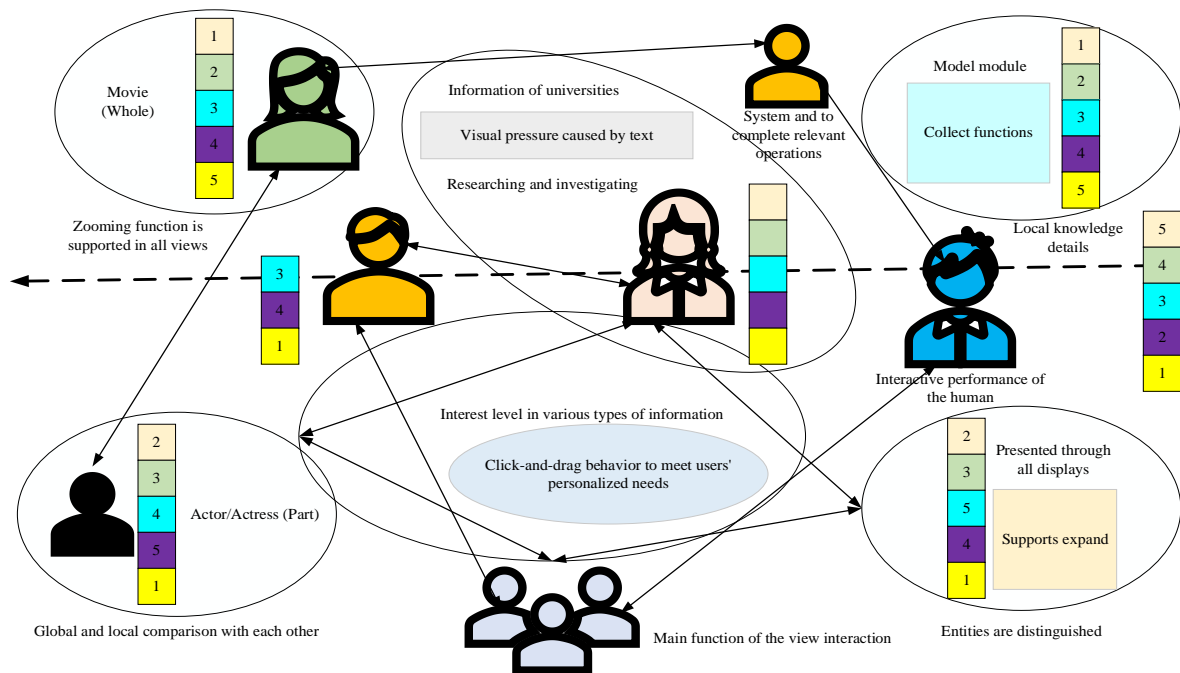 1
2
3
4
5
Movie
(Whole)
Zooming function is
supported in all views
Information of universities
Visual pressure caused by text
Researching and investigating
System and to
complete relevant
operations
Model module
Collect functions
1
2
3
4
5
Local knowledge
details
3
4
1
5
4
3
2
1
Interactive performance of
the human
Interest level in various types of information
Click-and-drag behavior to meet users'
personalized needs
2
3
4
5
1
Actor/Actress (Part)
Global and local comparison with each other
Main function of the view interaction
2
3
5
4
1
Presented through
all displays
Supports expand
Entities are distinguished